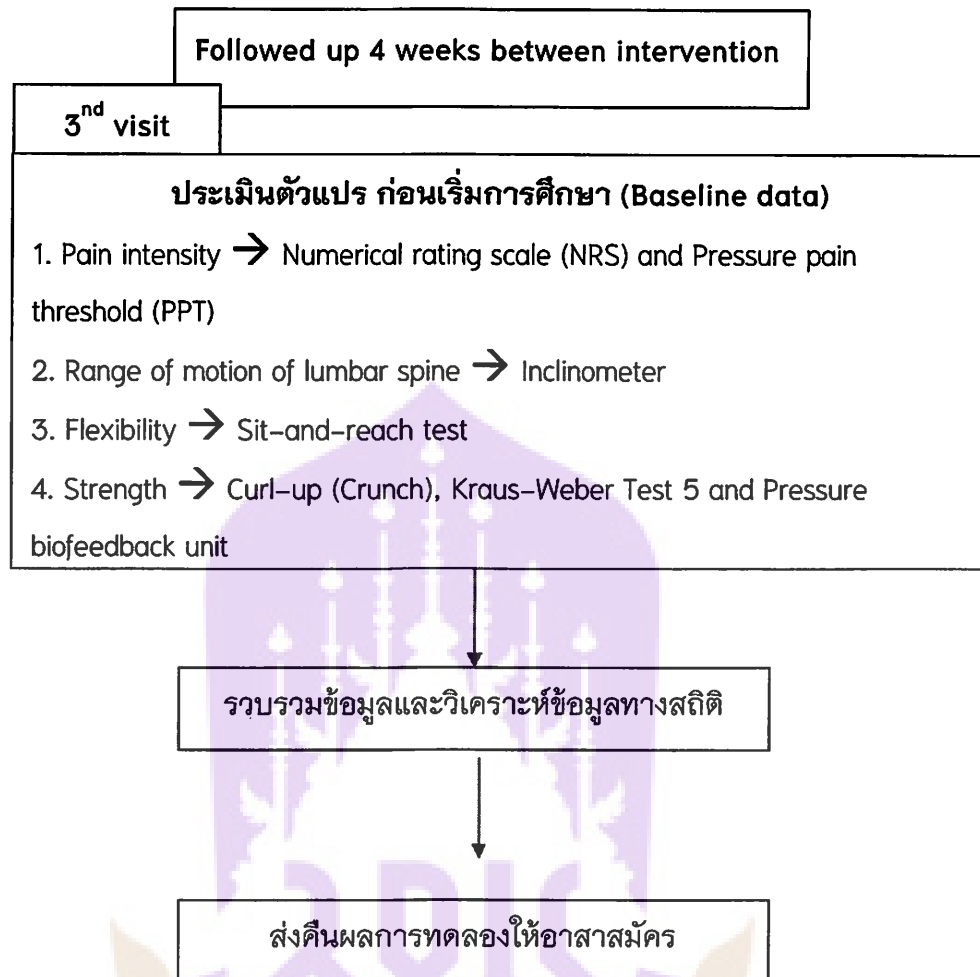 Followed up 4 weeks between intervention
3nd visit
ประเมินตัวแปร ก่อนเริ่มการศึกษา (Baseline data)
1. Pain intensity → Numerical rating scale (NRS) and Pressure pain
threshold (PPT)
2. Range of motion of lumbar spine → Inclinometer
3. Flexibility → Sit-and-reach test
4. Strength → Curl-up (Crunch), Kraus-Weber Test 5 and Pressure
biofeedback unit
รวบรวมข้อมูลและวิเคราะห์ข้อมูลทางสถิติ
ส่งคืนผลการทดลองให้อาสาสมัคร